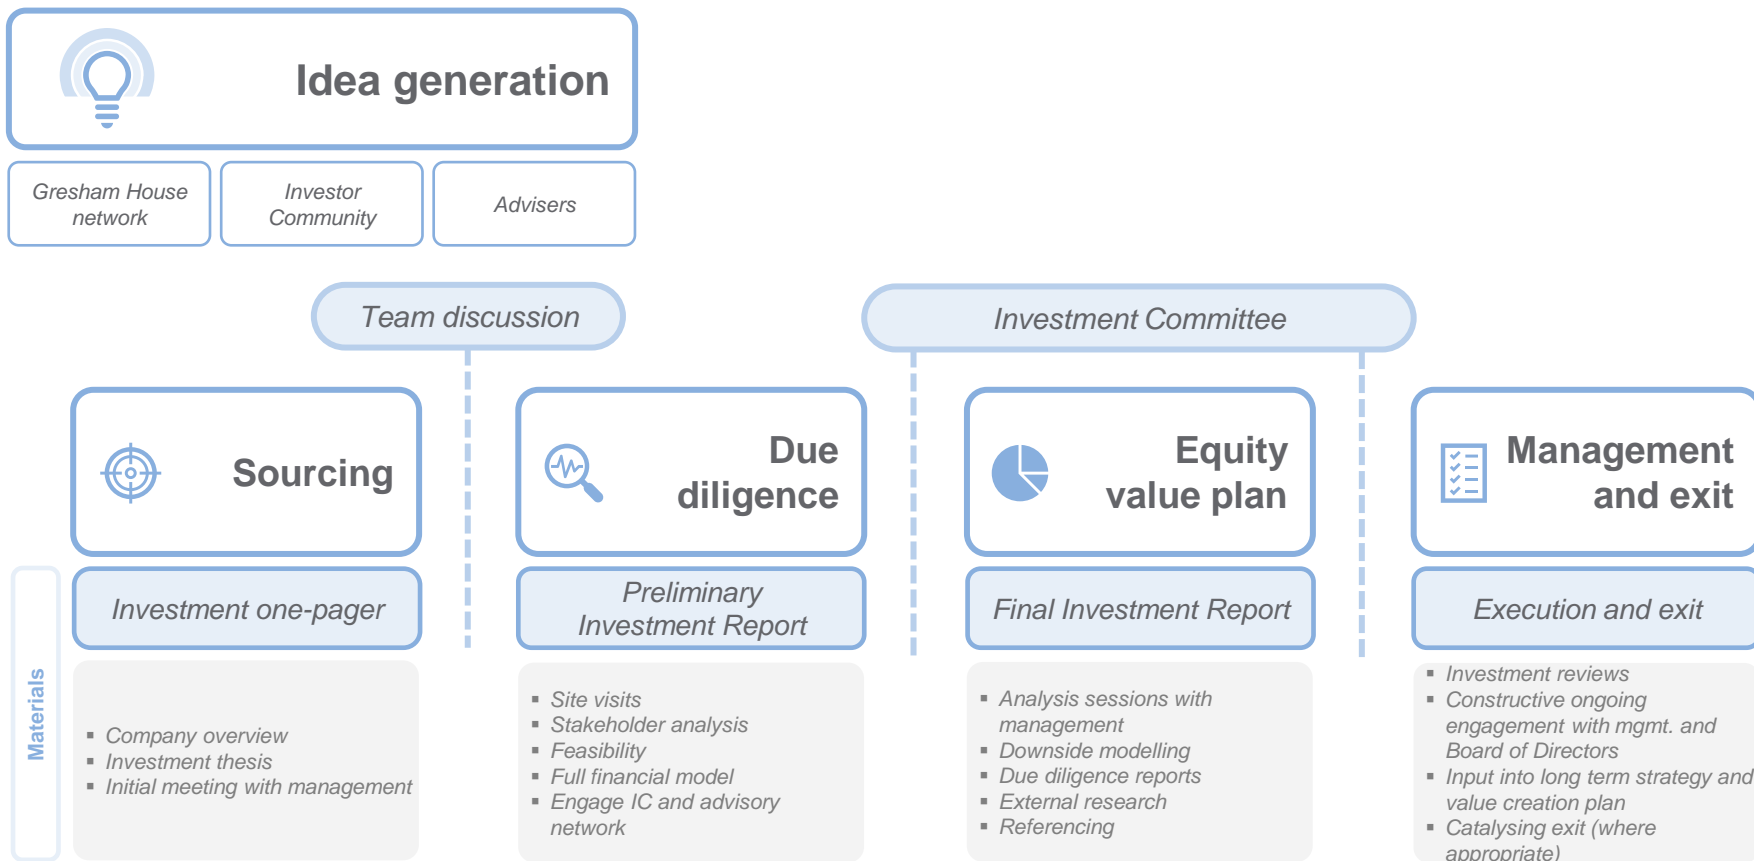 Idea generation
Gresham House
network
Investor
Community
Advisers
Team discussion
Investment Committee
Sourcing
Due
diligence
Equity
value plan
Management
and exit
Investment one-pager
Preliminary
Investment Report
Final Investment Report
Execution and exit
Materials
▪ Company overview
▪ Investment thesis
▪ Initial meeting with management
▪ Site visits
▪ Stakeholder analysis
▪ Feasibility
▪ Full financial model
▪ Engage IC and advisory
network
▪ Analysis sessions with
management
▪ Downside modelling
▪ Due diligence reports
▪ External research
▪ Referencing
▪ Investment reviews
▪ Constructive ongoing
engagement with mgmt. and
Board of Directors
▪ Input into long term strategy and
value creation plan
▪ Catalysing exit (where
appropriate)